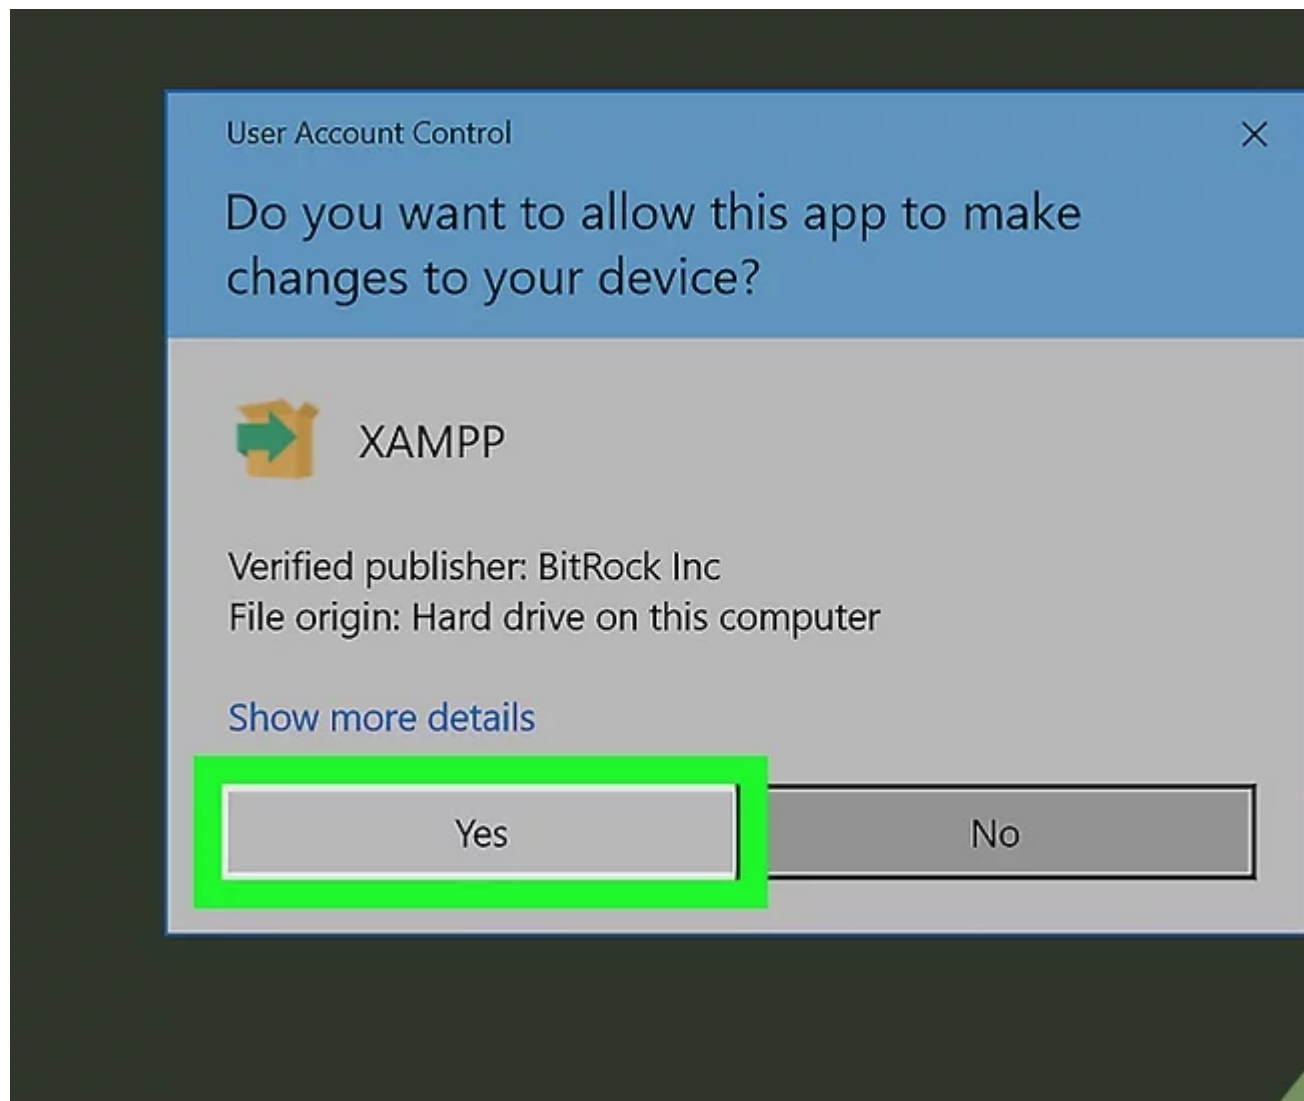 User Account Control
Do you want to allow this app to make
changes to your device?
XAMPP
Verified publisher: BitRock Inc
File origin: Hard drive on this computer
Show more details
Yes
No